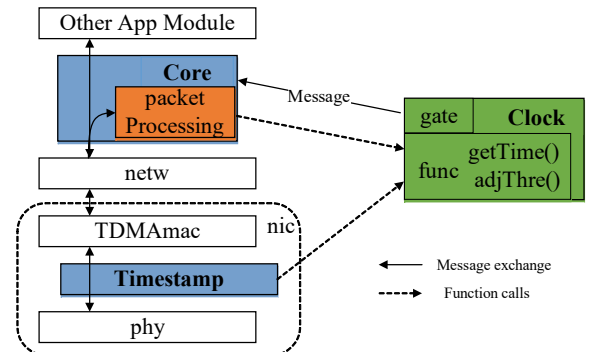 Other App Module
Core
packet
Processing
Message
gate
Clock
getTime()
func
adjThre()
netw
TDMAmac
nic
Timestamp
phy
Message exchange
Function calls